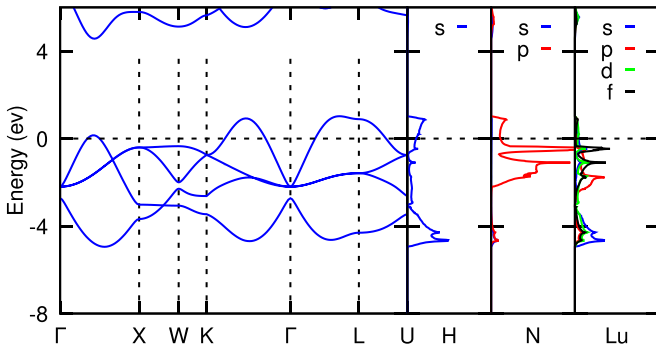 s s s
p p
d
f
4
0
-4
-8
Energy (ev)
Γ X W K Γ L U H N Lu